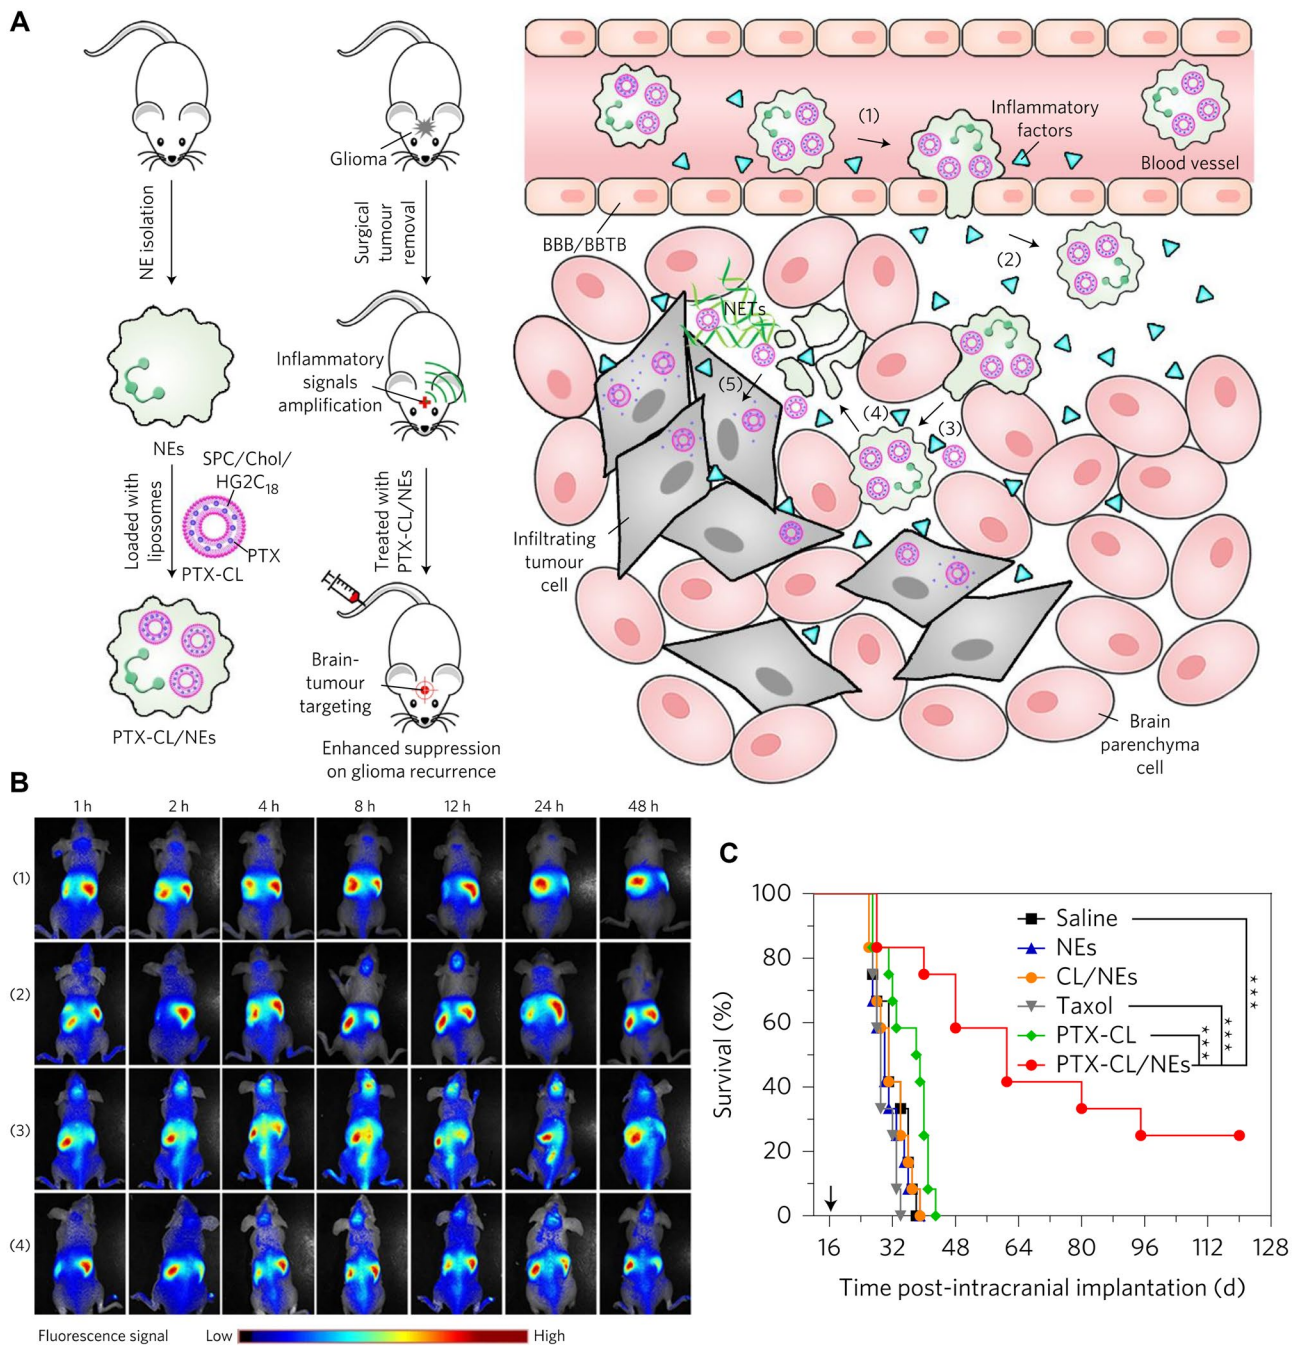 A
Glioma
NE isolation
Surgical
tumour
removal
NEs
Inflammatory
signals
amplification
Loaded with
liposomes
SPC/Chol/
HG2C18
PTX
PTX-CL
Treated with
PTX-CL/NEs
PTX-CL/NEs
Brain-
tumour
targeting
Enhanced suppression
on glioma recurrence
(1)
Inflammatory
factors
Blood vessel
BBB/BBTB
(2)
NETs
(5)
(4)
(3)
Infiltrating
tumour
cell
Brain
parenchyma
cell
B
1 h 2 h 4 h 8 h 12 h 24 h 48 h
(1)
(2)
(3)
(4)
Fluorescence signal Low High
C
Survival (%)
100
80
60
40
20
0
Saline
NEs
CL/NEs
Taxol
PTX-CL
PTX-CL/NEs
***
***
***
16 32 48 64 80 96 112 128
Time post-intracranial implantation (d)